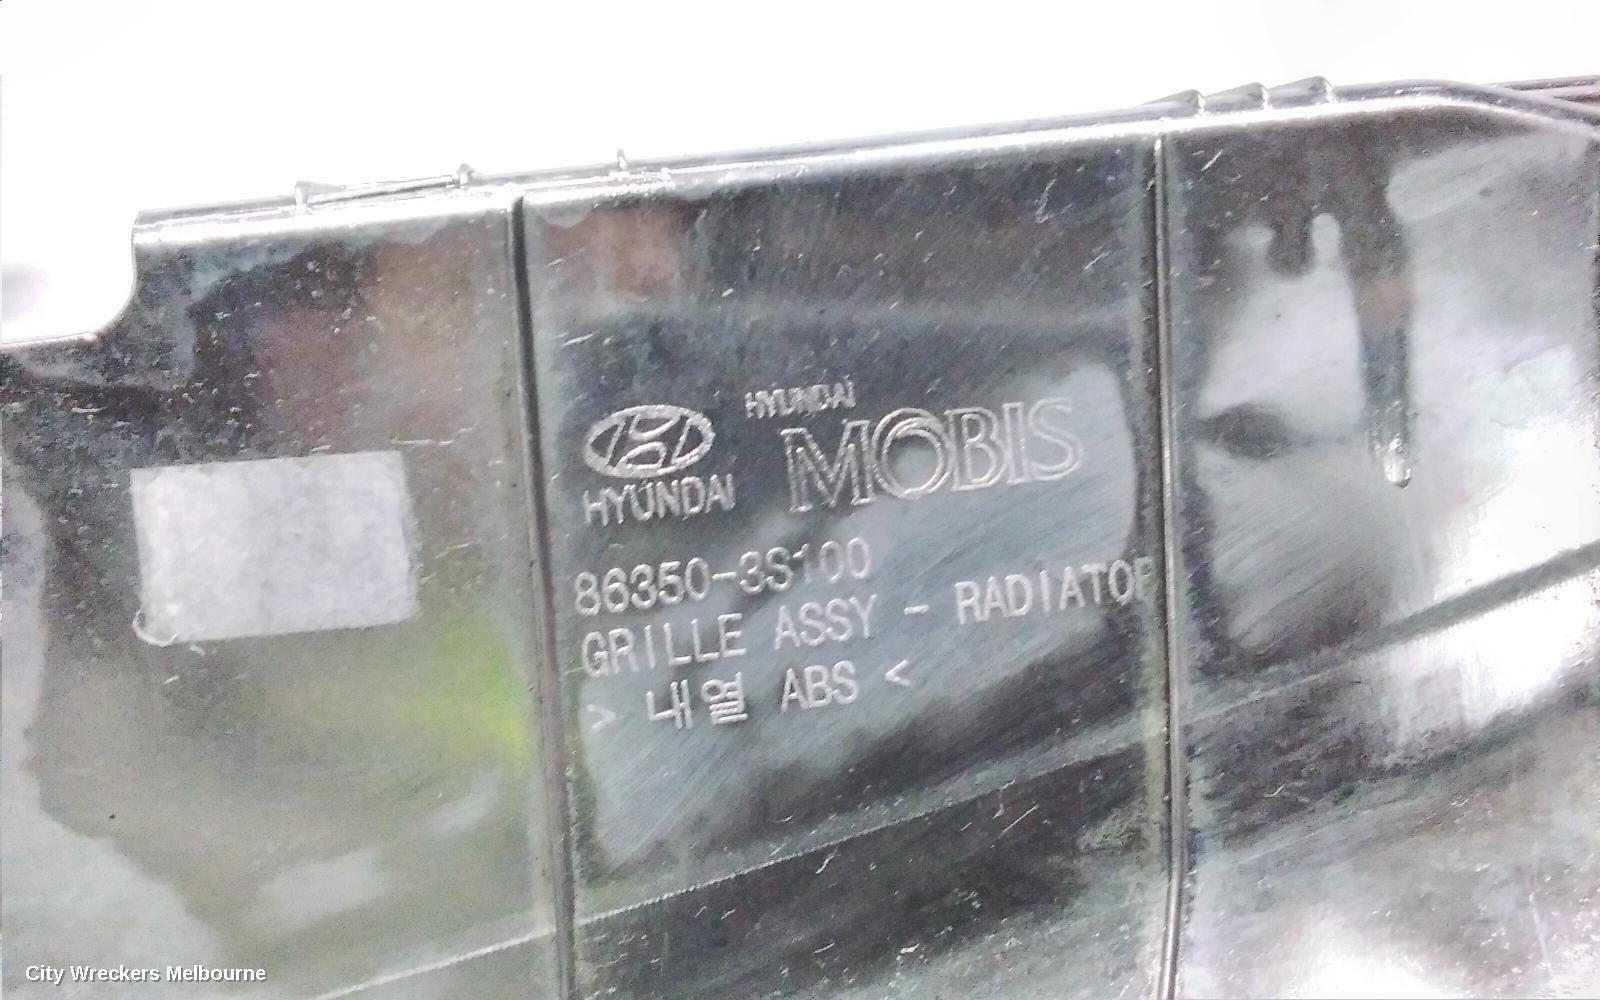 HYUNDAI
HYUNDAI
MOBIS
86350-3S100
GRILLE ASSY - RADIATOR
> 내열 ABS <
City Wreckers Melbourne